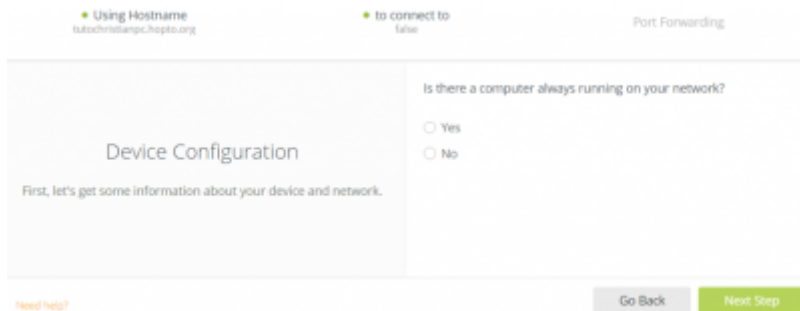 Using Hostname
tutochristianpc.hopto.org
to connect to
false
Port Forwarding
Is there a computer always running on your network?
Yes
No
Device Configuration
First, let's get some information about your device and network.
Need help?
Go Back
Next Step